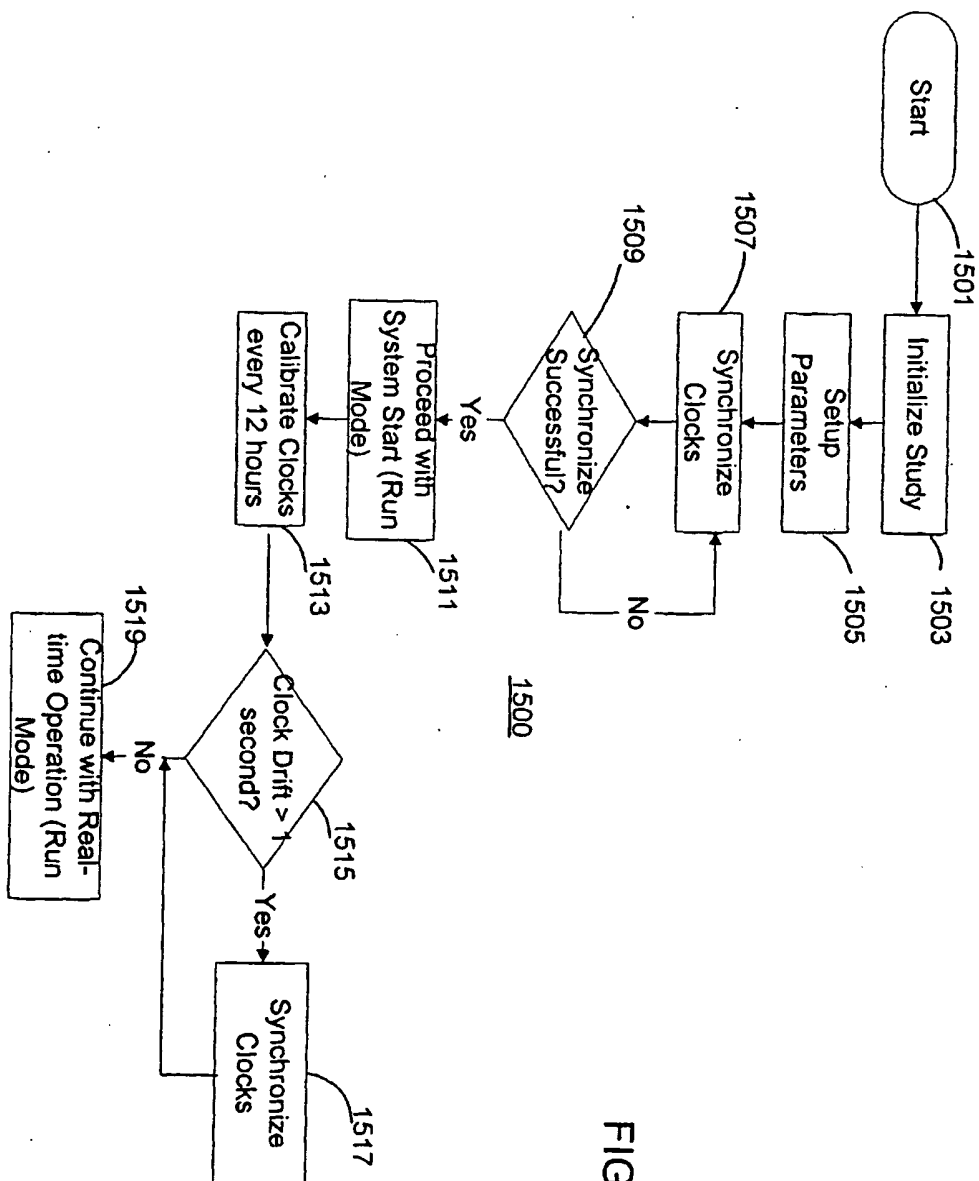 Start
1501
Initialize Study
1503
Setup
Parameters
1505
1507
Synchronize
Clocks
1509
Synchronize
Successful?
No
Yes
Proceed with
System Start (Run
Mode)
1511
Calibrate Clocks
every 12 hours
1513
Clock Drift > 1
second?
1515
Yes
Synchronize
Clocks
1517
No
1519
Continue with Real-
time Operation (Run
Mode)
1500
FIG